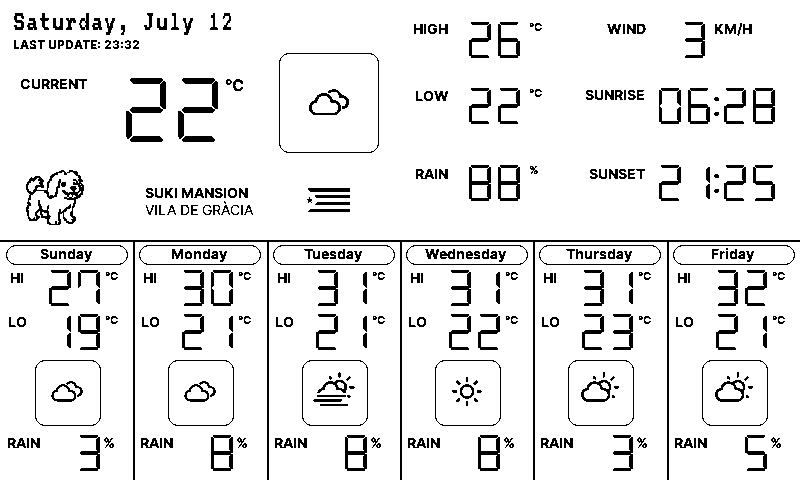 Saturday, July 12
LAST UPDATE: 23:32
CURRENT 22 °C
HIGH 26 °C
WIND 3 KM/H
LOW 22 °C
SUNRISE 06:28
RAIN 88 %
SUNSET 21:25
SUKI MANSION
VILA DE GRÀCIA
Sunday
HI 27 °C
LO 19 °C
RAIN 3 %
Monday
HI 30 °C
LO 21 °C
RAIN 8 %
Tuesday
HI 31 °C
LO 21 °C
RAIN 8 %
Wednesday
HI 31 °C
LO 22 °C
RAIN 8 %
Thursday
HI 31 °C
LO 23 °C
RAIN 3 %
Friday
HI 32 °C
LO 21 °C
RAIN 5 %